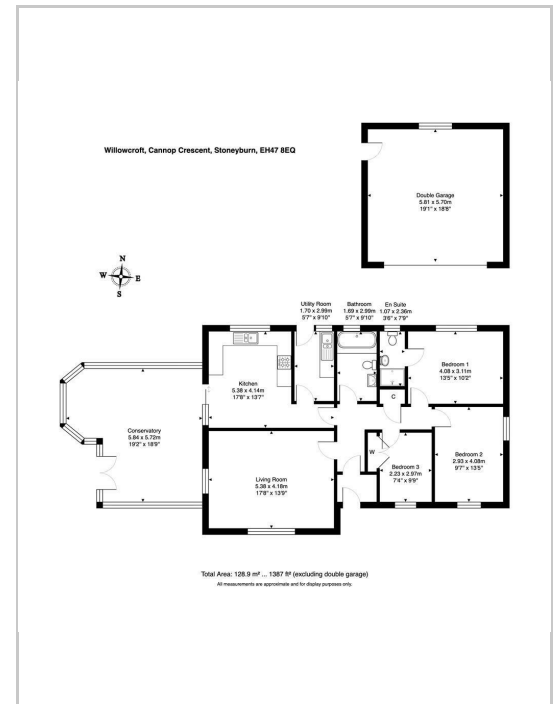 Willowcroft, Cannop Crescent, Stoneyburn, EH47 8EQ
Double Garage
5.81 x 5.70m
19'1" x 18'8"
N
W E
S
Utility Room
1.70 x 2.99m
5'7" x 9'10"
Bathroom
1.69 x 2.99m
5'7" x 9'10"
En Suite
1.07 x 2.36m
3'6" x 7'9"
Kitchen
5.38 x 4.14m
17'8" x 13'7"
Bedroom 1
4.08 x 3.11m
13'5" x 10'2"
C
Conservatory
5.84 x 5.72m
19'2" x 18'9"
Living Room
5.38 x 4.18m
17'8" x 13'9"
W
Bedroom 3
2.23 x 2.97m
7'4" x 9'9"
Bedroom 2
2.93 x 4.08m
9'7" x 13'5"
Total Area: 128.9 m² ... 1387 ft² (excluding double garage)
All measurements are approximate and for display purposes only.